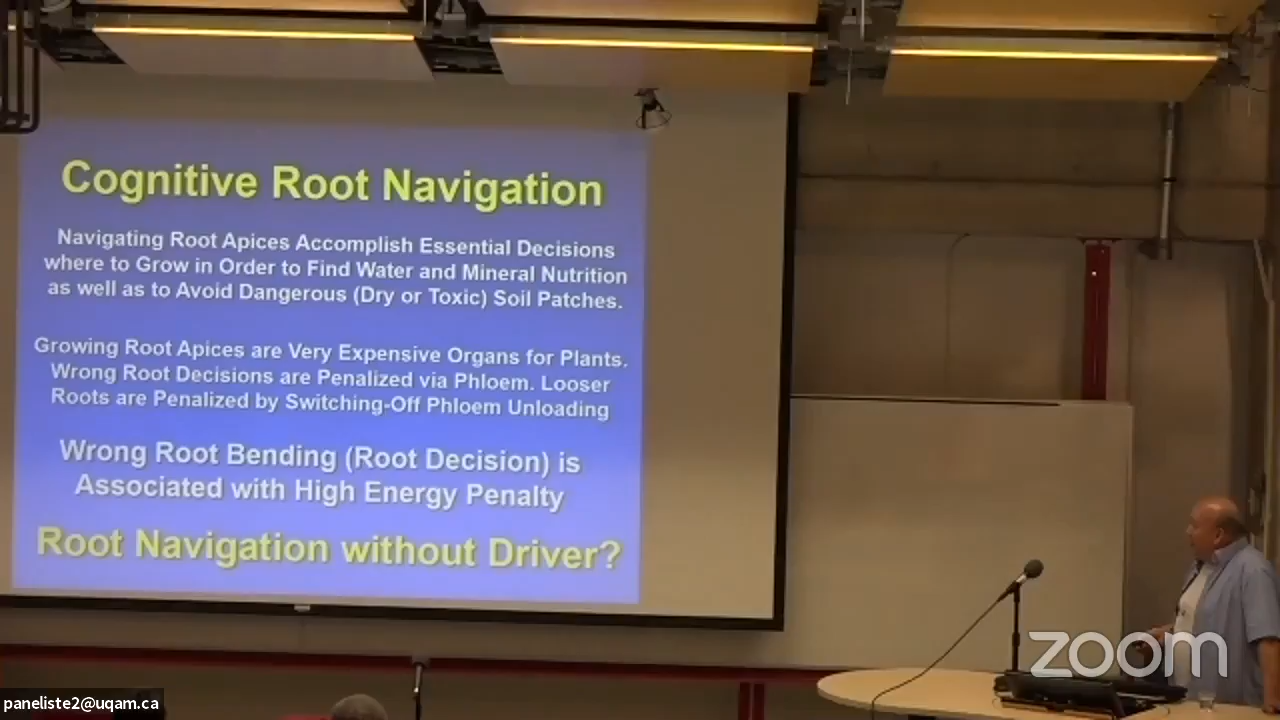 Cognitive Root Navigation
Navigating Root Apices Accomplish Essential Decisions
where to Grow in Order to Find Water and Mineral Nutrition
as well as to Avoid Dangerous (Dry or Toxic) Soil Patches.
Growing Root Apices are Very Expensive Organs for Plants.
Wrong Root Decisions are Penalized via Phloem. Looser
Roots are Penalized by Switching-Off Phloem Unloading
Wrong Root Bending (Root Decision) is
Associated with High Energy Penalty
Root Navigation without Driver?
zoom
paneliste2@uqam.ca